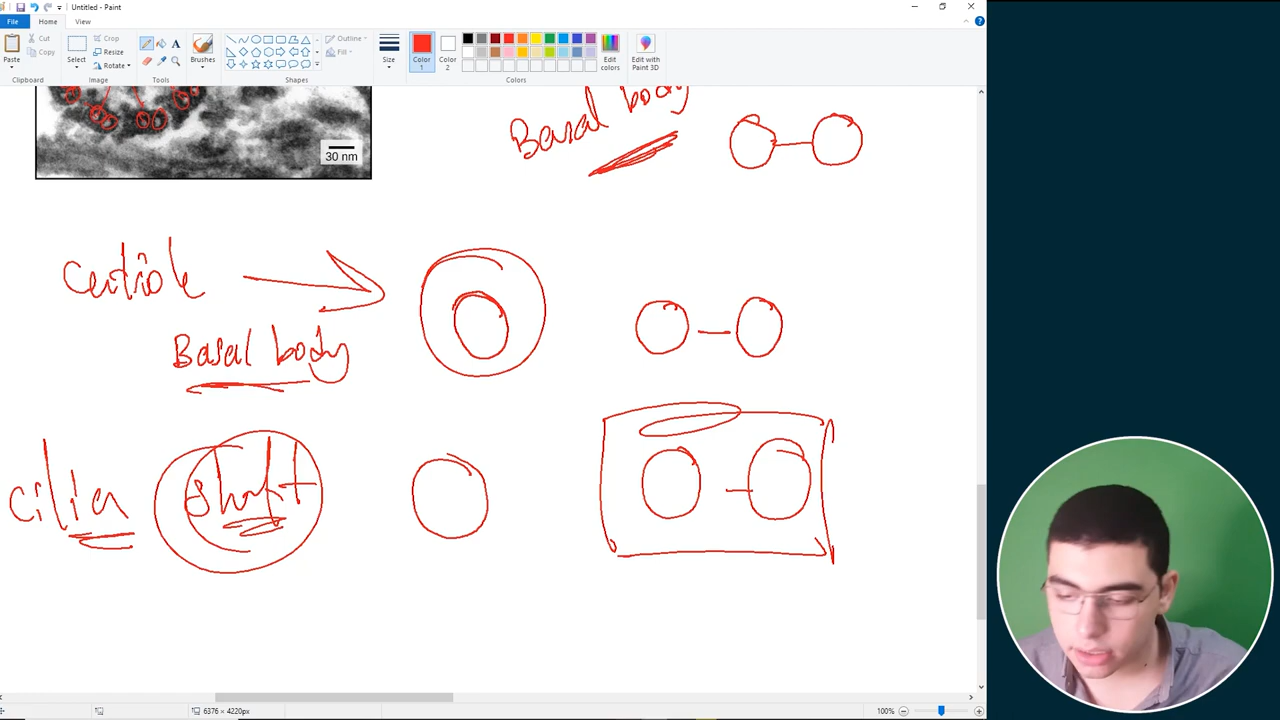 Untitled - Paint
File Home View
Cut
Copy
Paste
Clipboard
Select
Crop
Resize
Rotate
Image
Tools
Brushes
Shapes
Outline
Fill
Size
Color 1
Color 2
Colors
Edit colors
Edit with Paint 3D
30 nm
Basal body
Centriole
Basal body
cilia shaft
6376 × 4220px
100%